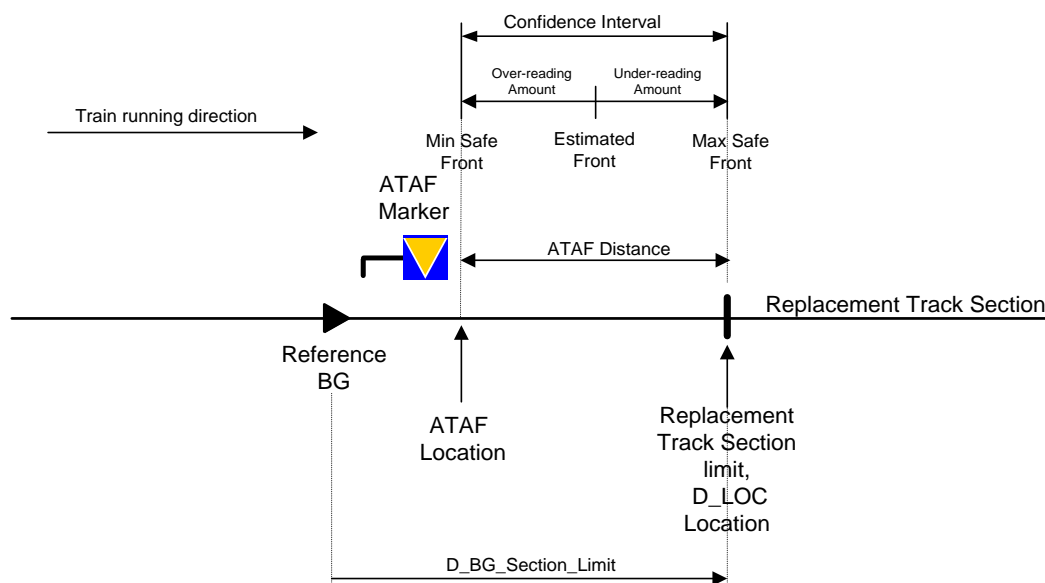 Confidence Interval
Over-reading
Amount
Under-reading
Amount
Train running direction
Min Safe
Front
Estimated
Front
Max Safe
Front
ATAF
Marker
ATAF Distance
Replacement Track Section
Reference
BG
ATAF
Location
Replacement
Track Section
limit,
D_LOC
Location
D_BG_Section_Limit